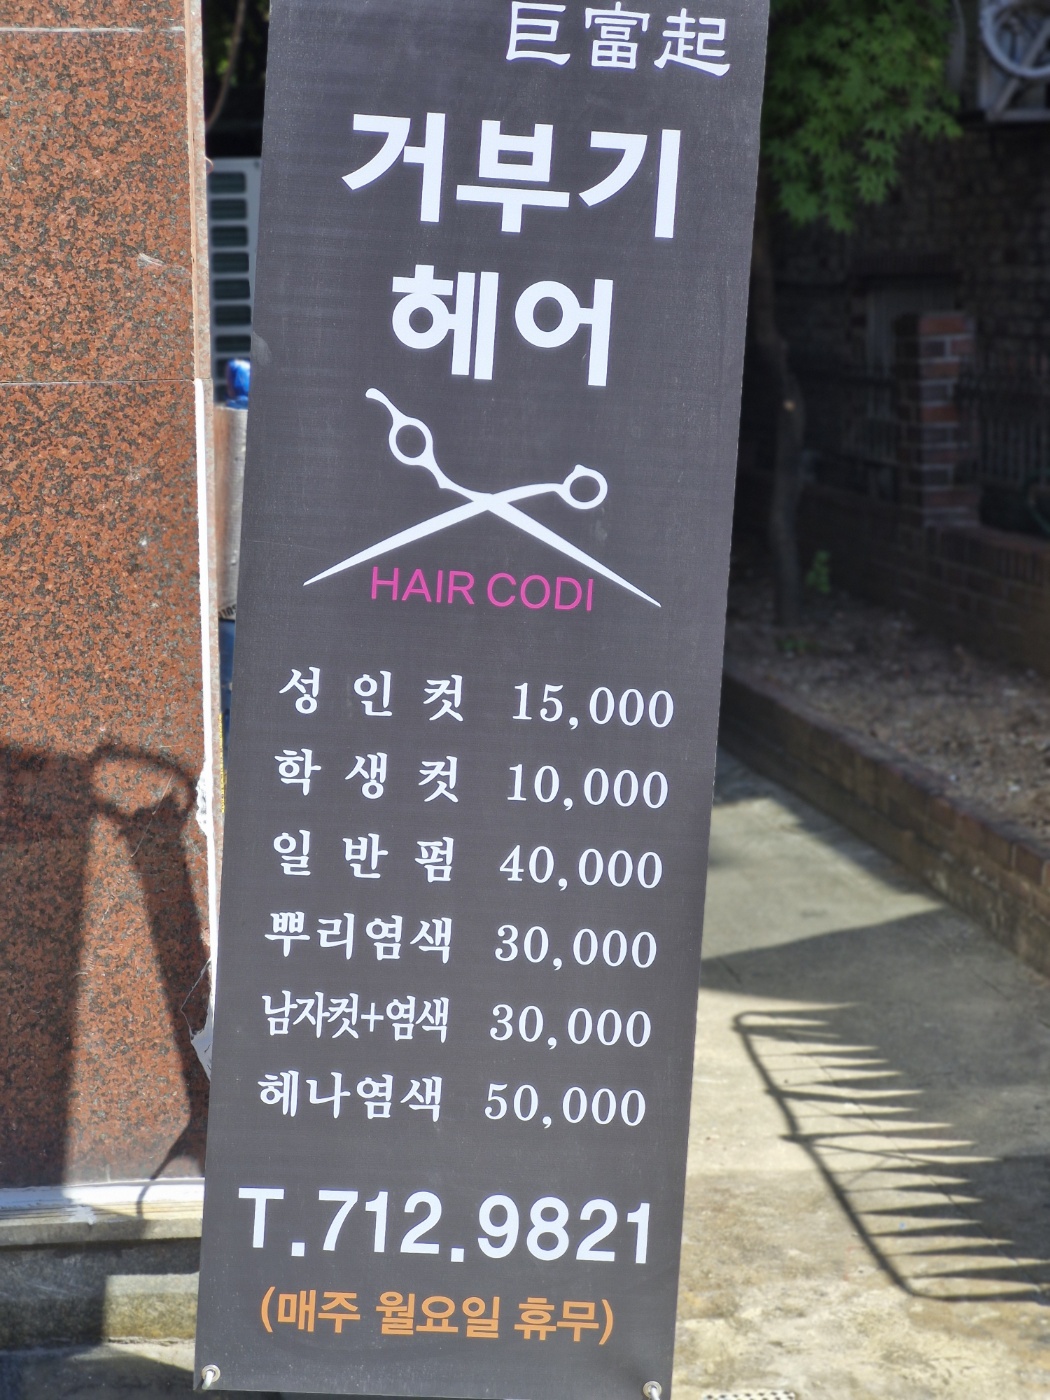 巨富起
거부기
헤어
HAIR CODI
성 인 컷 15,000
학 생 컷 10,000
일 반 펌 40,000
뿌리염색 30,000
남자컷+염색 30,000
헤나염색 50,000
T.712.9821
(매주 월요일 휴무)